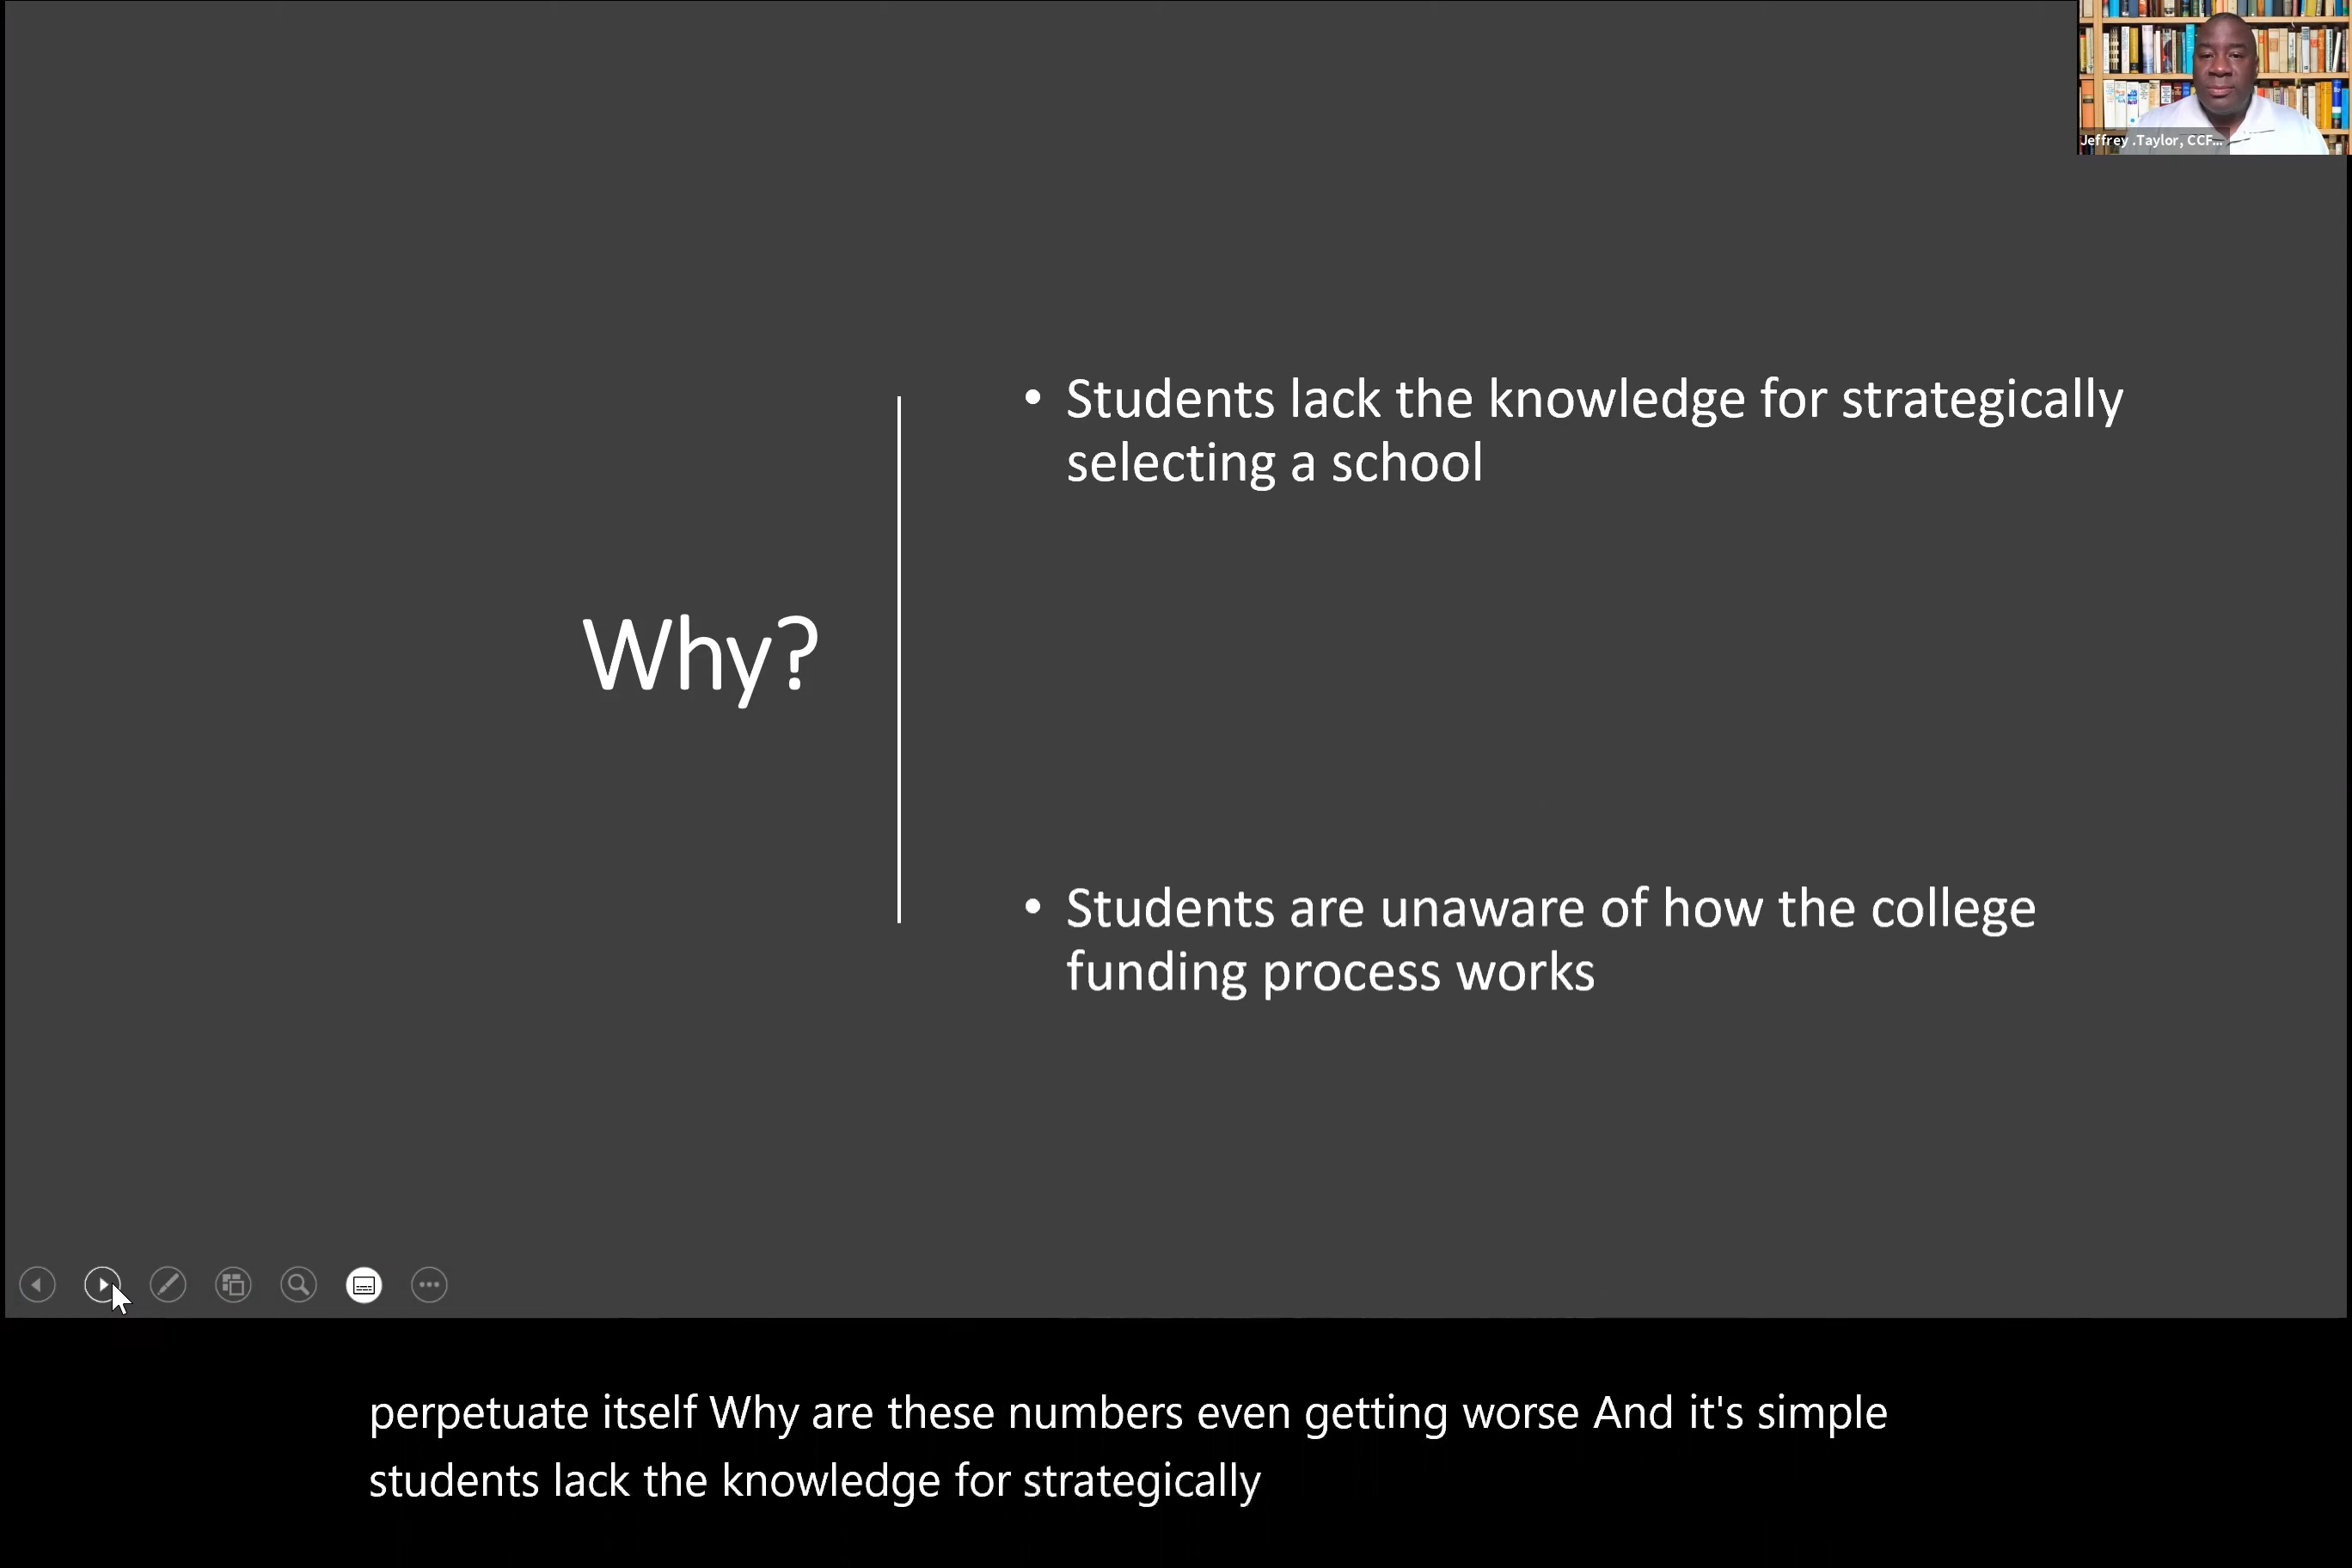 Jeffrey .Taylor, CCF...
• Students lack the knowledge for strategically
selecting a school
Why?
• Students are unaware of how the college
funding process works
perpetuate itself Why are these numbers even getting worse And it's simple
students lack the knowledge for strategically